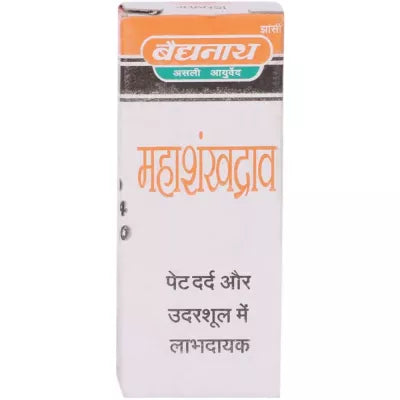 झांसी
बैद्यनाथ
असली आयुर्वेद
महाशंखद्राव
पेट दर्द और
उदरशूल में
लाभदायक